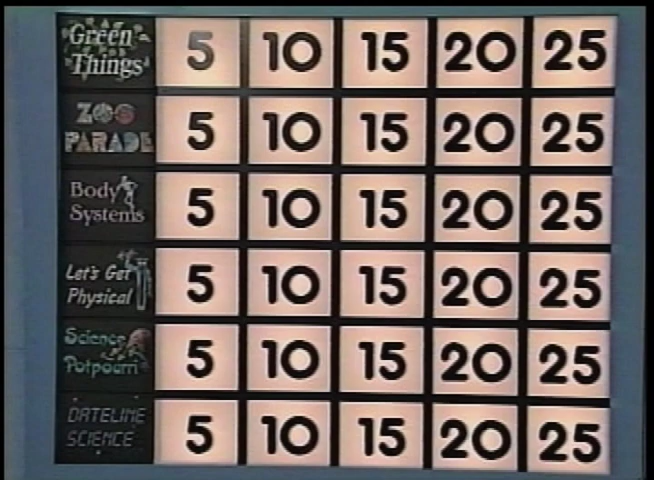 Green
Things 5 10 15 20 25
ZOO
PARADE 5 10 15 20 25
Body
Systems 5 10 15 20 25
Let's Get
Physical 5 10 15 20 25
Science
Potpourri 5 10 15 20 25
DATELINE
SCIENCE 5 10 15 20 25